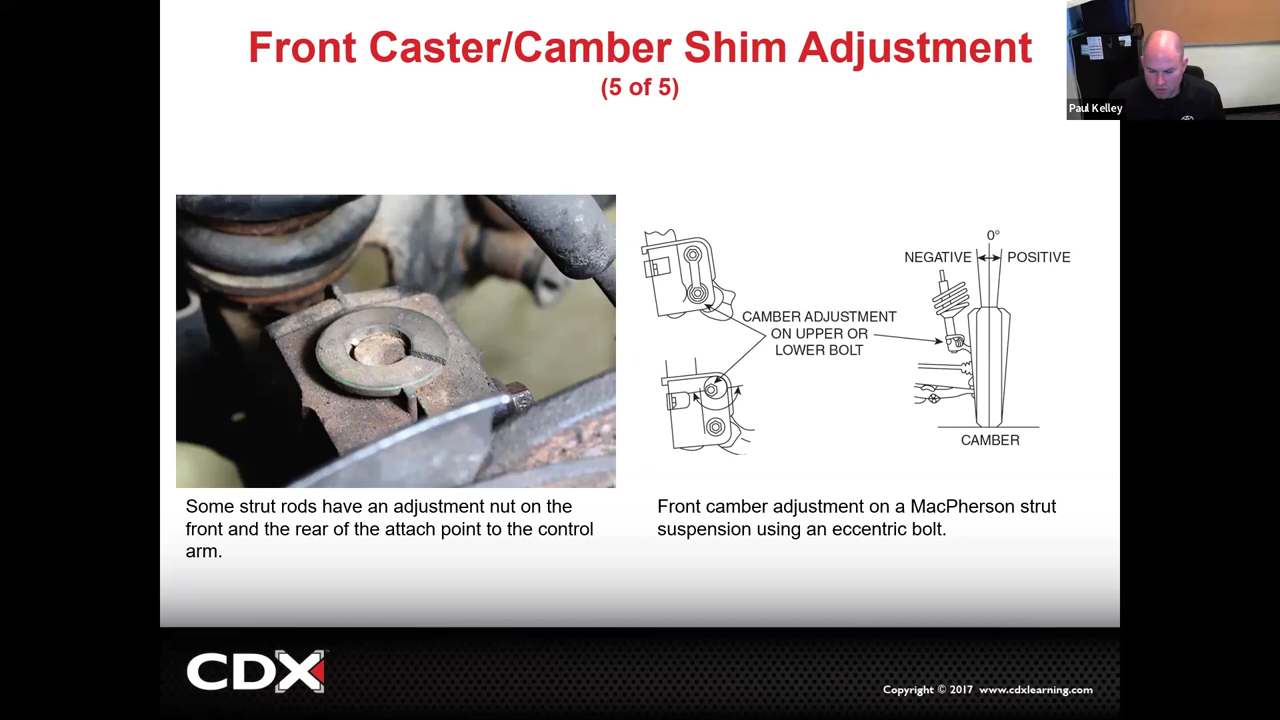 Front Caster/Camber Shim Adjustment
(5 of 5)
Paul Kelley
0°
NEGATIVE
POSITIVE
CAMBER ADJUSTMENT
ON UPPER OR
LOWER BOLT
CAMBER
Some strut rods have an adjustment nut on the
front and the rear of the attach point to the control
arm.
Front camber adjustment on a MacPherson strut
suspension using an eccentric bolt.
CDX
Copyright © 2017 www.cdxlearning.com